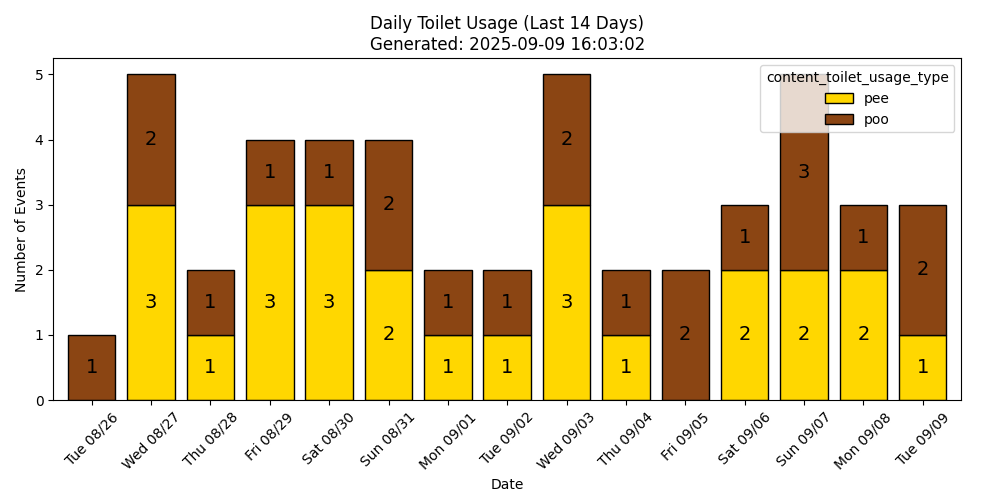 Daily Toilet Usage (Last 14 Days)
Generated: 2025-09-09 16:03:02
content_toilet_usage_type
pee
poo
Number of Events
5
4
3
2
1
0
1
3
2
1
1
3
1
3
1
2
2
1
1
1
1
3
2
1
1
2
2
1
2
3
2
1
1
2
Tue 08/26
Wed 08/27
Thu 08/28
Fri 08/29
Sat 08/30
Sun 08/31
Mon 09/01
Tue 09/02
Wed 09/03
Thu 09/04
Fri 09/05
Sat 09/06
Sun 09/07
Mon 09/08
Tue 09/09
Date